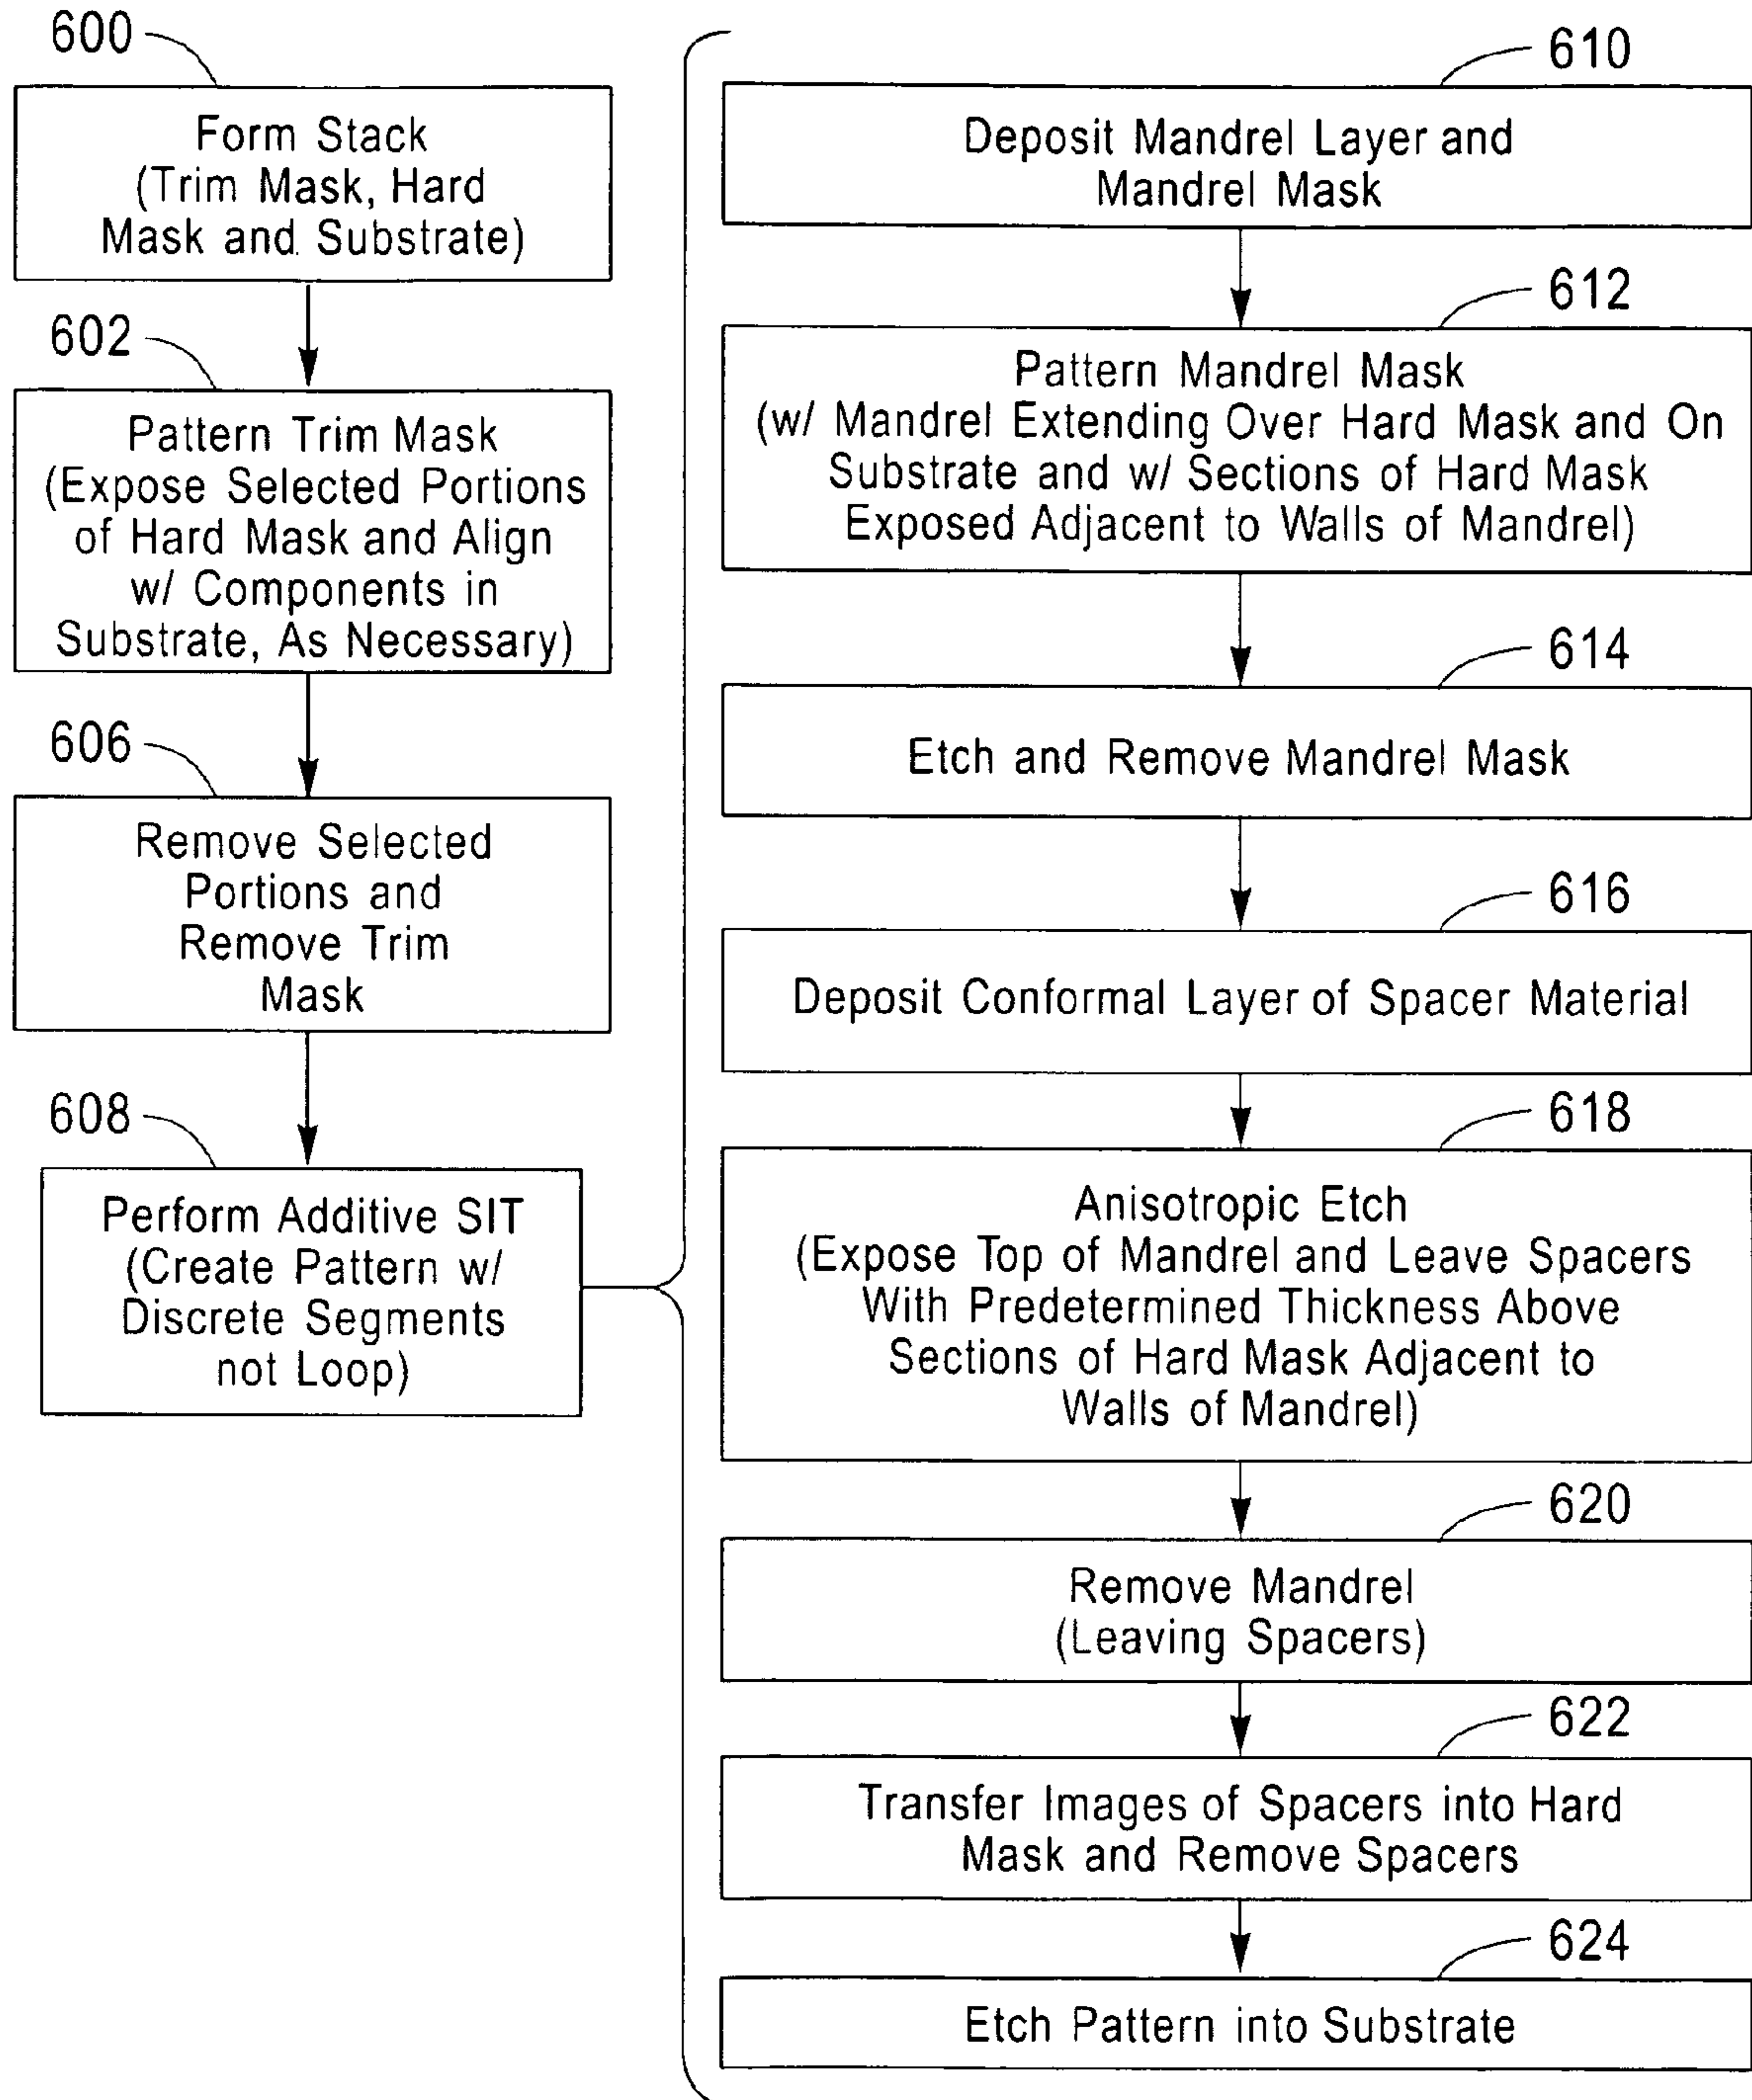 600
Form Stack
(Trim Mask, Hard
Mask and Substrate)
602
Pattern Trim Mask
(Expose Selected Portions
of Hard Mask and Align
w/ Components in
Substrate, As Necessary)
606
Remove Selected
Portions and
Remove Trim
Mask
608
Perform Additive SIT
(Create Pattern w/
Discrete Segments
not Loop)
610
Deposit Mandrel Layer and
Mandrel Mask
612
Pattern Mandrel Mask
(w/ Mandrel Extending Over Hard Mask and On
Substrate and w/ Sections of Hard Mask
Exposed Adjacent to Walls of Mandrel)
614
Etch and Remove Mandrel Mask
616
Deposit Conformal Layer of Spacer Material
618
Anisotropic Etch
(Expose Top of Mandrel and Leave Spacers
With Predetermined Thickness Above
Sections of Hard Mask Adjacent to
Walls of Mandrel)
620
Remove Mandrel
(Leaving Spacers)
622
Transfer Images of Spacers into Hard
Mask and Remove Spacers
624
Etch Pattern into Substrate